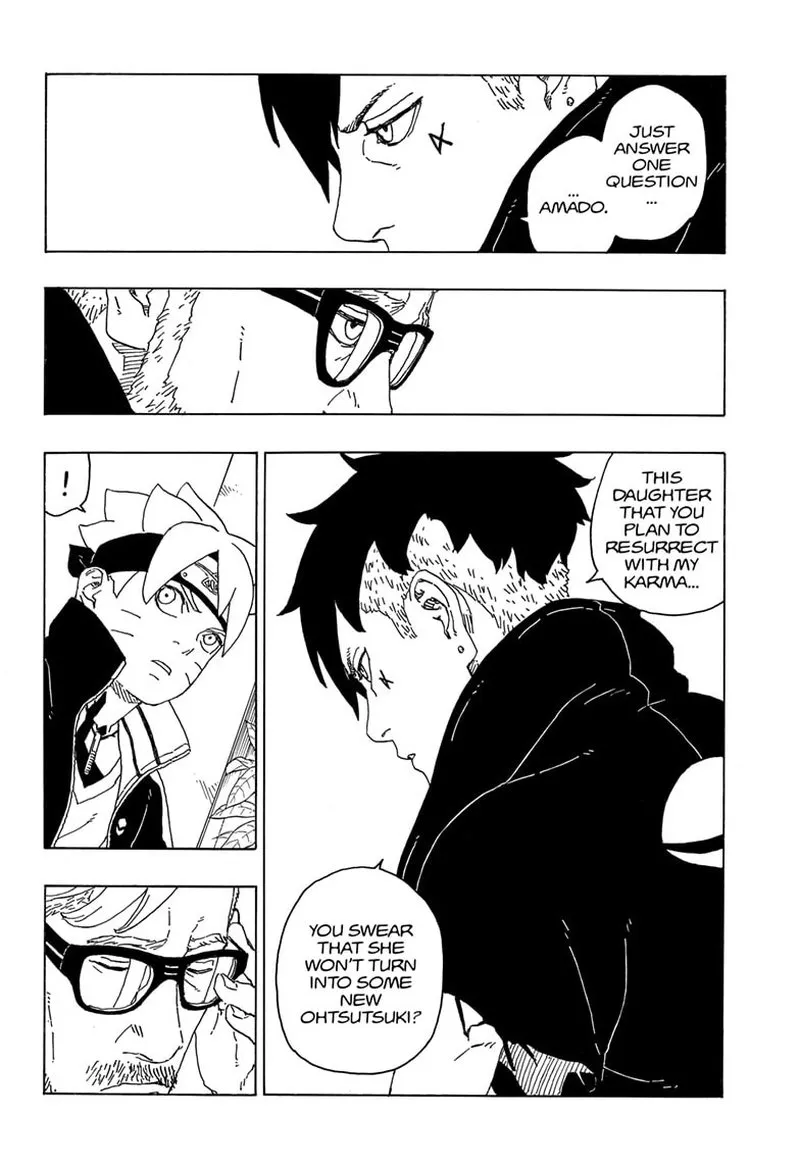 JUST
ANSWER
ONE
QUESTION
...
...
AMADO.
THIS
DAUGHTER
THAT YOU
PLAN TO
RESURRECT
WITH MY
KARMA...
YOU SWEAR
THAT SHE
WON'T TURN
INTO SOME
NEW
OHTSUTSUKI?
!